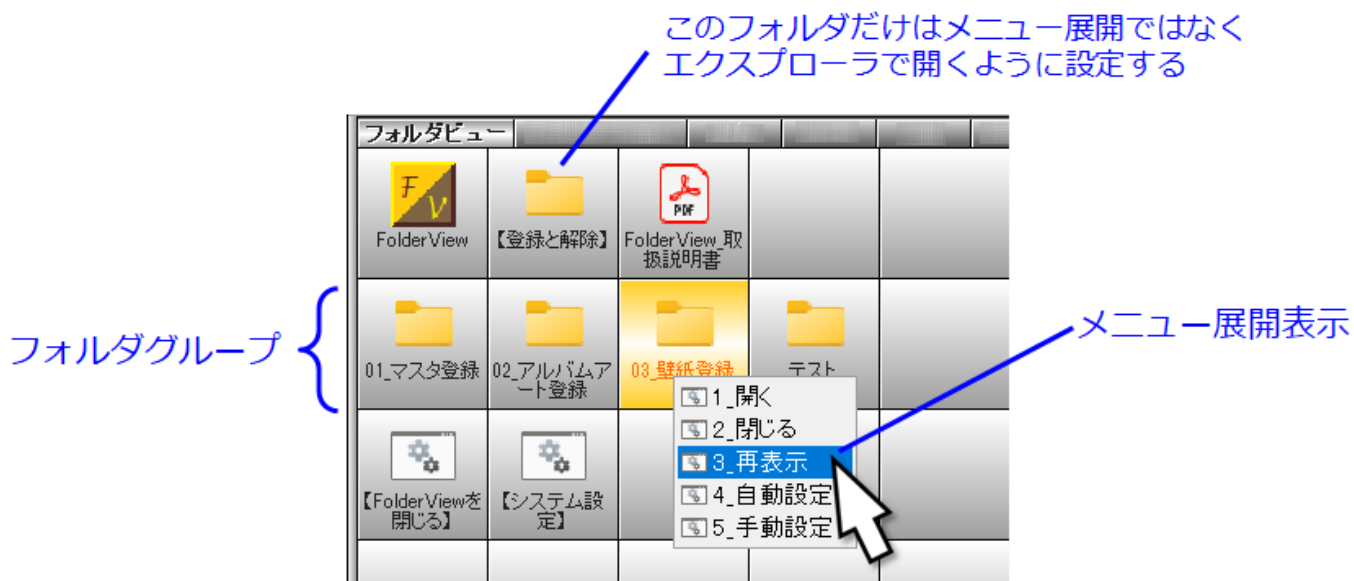 このフォルダだけはメニュー展開ではなく
エクスプローラで開くように設定する
フォルダビュー
F
V
PDF
FolderView
【登録と解除】
FolderView_取
扱説明書
フォルダグループ
メニュー展開表示
01_マスタ登録
02_アルバムア
ート登録
03_壁紙登録
テスト
1_開く
2_閉じる
3_再表示
4_自動設定
5_手動設定
【FolderViewを
閉じる】
【システム設
定】